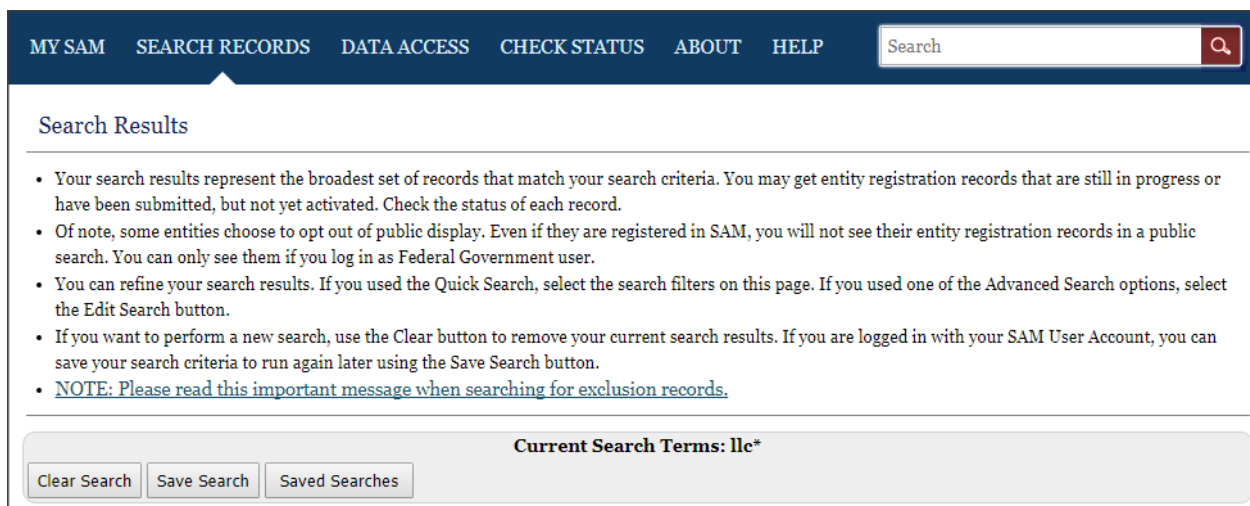 MY SAM SEARCH RECORDS DATA ACCESS CHECK STATUS ABOUT HELP Search
Search Results
• Your search results represent the broadest set of records that match your search criteria. You may get entity registration records that are still in progress or
have been submitted, but not yet activated. Check the status of each record.
• Of note, some entities choose to opt out of public display. Even if they are registered in SAM, you will not see their entity registration records in a public
search. You can only see them if you log in as Federal Government user.
• You can refine your search results. If you used the Quick Search, select the search filters on this page. If you used one of the Advanced Search options, select
the Edit Search button.
• If you want to perform a new search, use the Clear button to remove your current search results. If you are logged in with your SAM User Account, you can
save your search criteria to run again later using the Save Search button.
• NOTE: Please read this important message when searching for exclusion records.
Current Search Terms: llc*
Clear Search Save Search Saved Searches